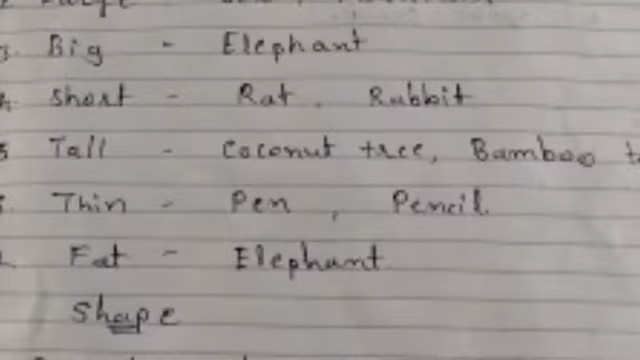 Big - Elephant
Short - Rat, Rabbit
Tall - Coconut tree, Bamboo
Thin - Pen, Pencil
Fat - Elephant
Shape